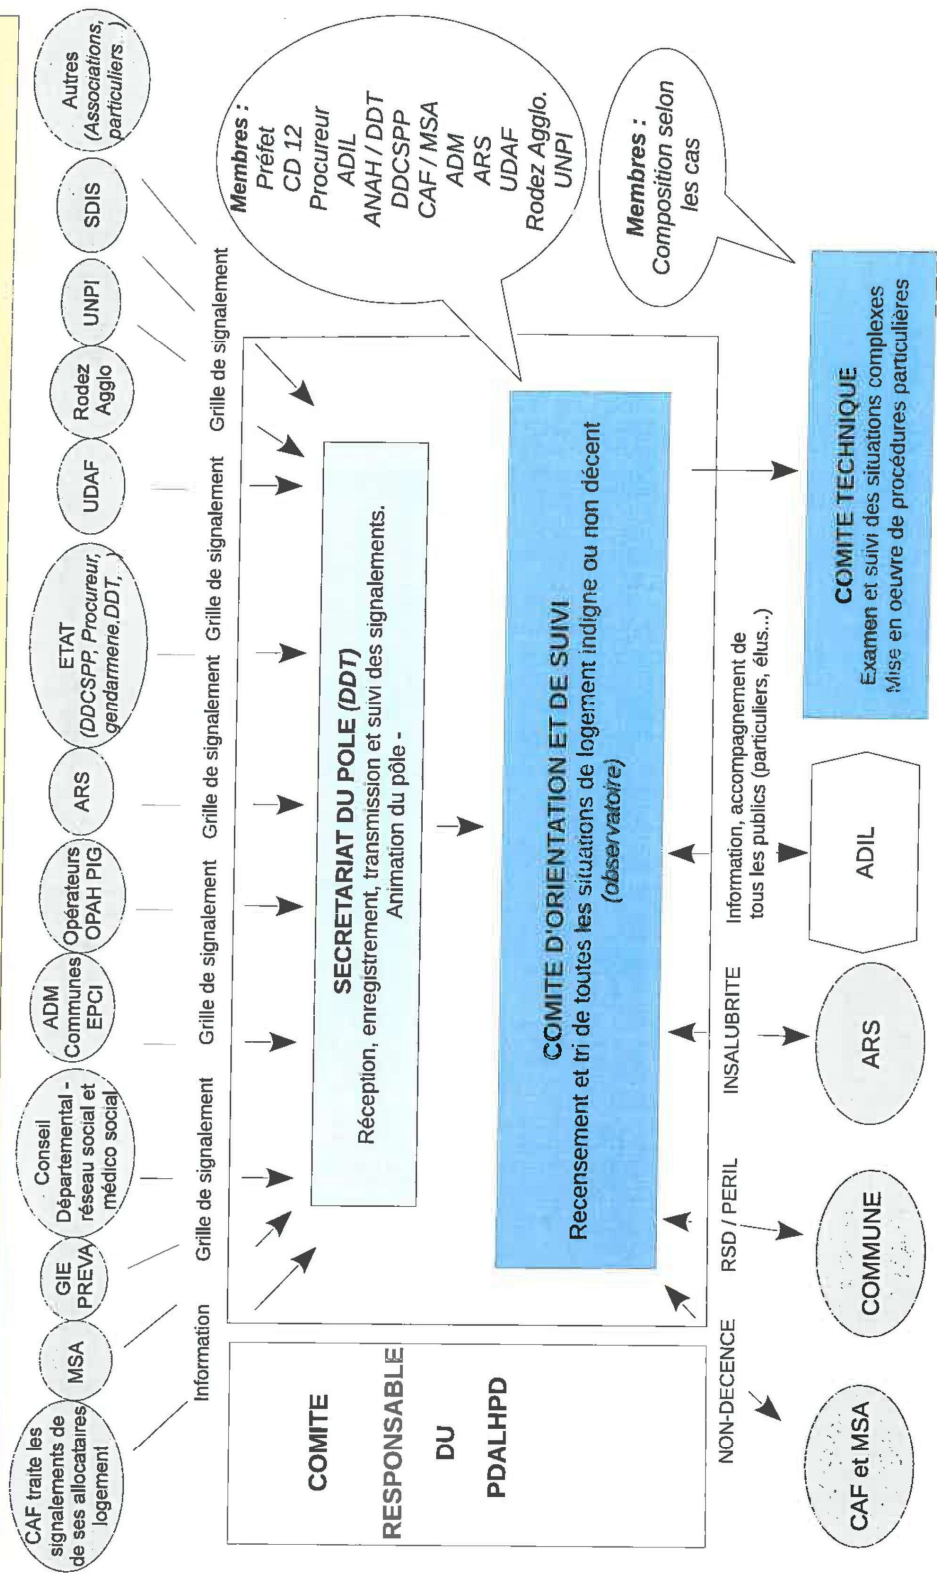 CAF traite les
signalements de
de ses allocataires
logement
MSA
GIE
PREVA
Conseil
Départemental -
réseau social et
médico social
ADM
Communes
EPCI
Opérateurs
OPAH PIG
ARS
ETAT
(DDCSPP, Procureur,
gendarmerie.DDT,...)
UDAF
Rodez
Agglo
UNPI
SDIS
Autres
(Associations,
particuliers...)
Information
Grille de signalement
Grille de signalement
Grille de signalement
Grille de signalement
Grille de signalement
Grille de signalement
COMITE
RESPONSABLE
DU
PDALHPD
SECRETARIAT DU POLE (DDT)
Réception, enregistrement, transmission et suivi des signalements.
Animation du pôle -
Membres :
Préfet
CD 12
Procureur
ADIL
ANAH / DDT
DDCSPP
CAF / MSA
ADM
ARS
UDAF
Rodez Agglo.
UNPI
COMITE D'ORIENTATION ET DE SUIVI
Recensement et tri de toutes les situations de logement indigne ou non décent
(observatoire)
Membres :
Composition selon
les cas
NON-DECENCE
RSD / PERIL
INSALUBRITE
Information, accompagnement de
tous les publics (particuliers, élus...)
CAF et MSA
COMMUNE
ARS
ADIL
COMITE TECHNIQUE
Examen et suivi des situations complexes
Mise en oeuvre de procédures particulières